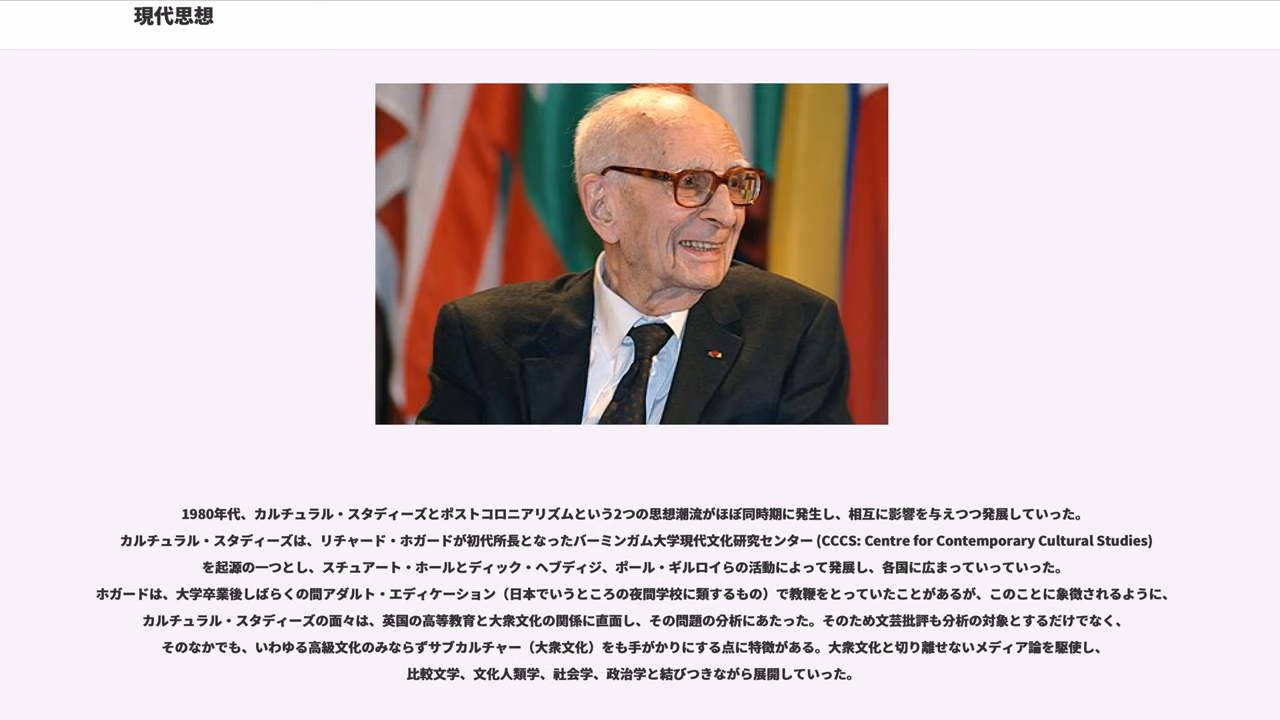 現代思想
1980年代、カルチュラル・スタディーズとポストコロニアリズムという2つの思想潮流がほぼ同時期に発生し、相互に影響を与えつつ発展していった。
カルチュラル・スタディーズは、リチャード・ホガードが初代所長となったバーミンガム大学現代文化研究センター (CCCS: Centre for Contemporary Cultural Studies)
を起源の一つとし、スチュアート・ホールとディック・ヘブディジ、ポール・ギルロイらの活動によって発展し、各国に広まっていっていった。
ホガードは、大学卒業後しばらくの間アダルト・エディケーション（日本でいうところの夜間学校に類するもの）で教鞭をとっていたことがあるが、このことに象徴されるように、
カルチュラル・スタディーズの面々は、英国の高等教育と大衆文化の関係に直面し、その問題の分析にあたった。そのため文芸批評も分析の対象とするだけでなく、
そのなかでも、いわゆる高級文化のみならずサブカルチャー（大衆文化）をも手がかりにする点に特徴がある。大衆文化と切り離せないメディア論を駆使し、
比較文学、文化人類学、社会学、政治学と結びつきながら展開していった。